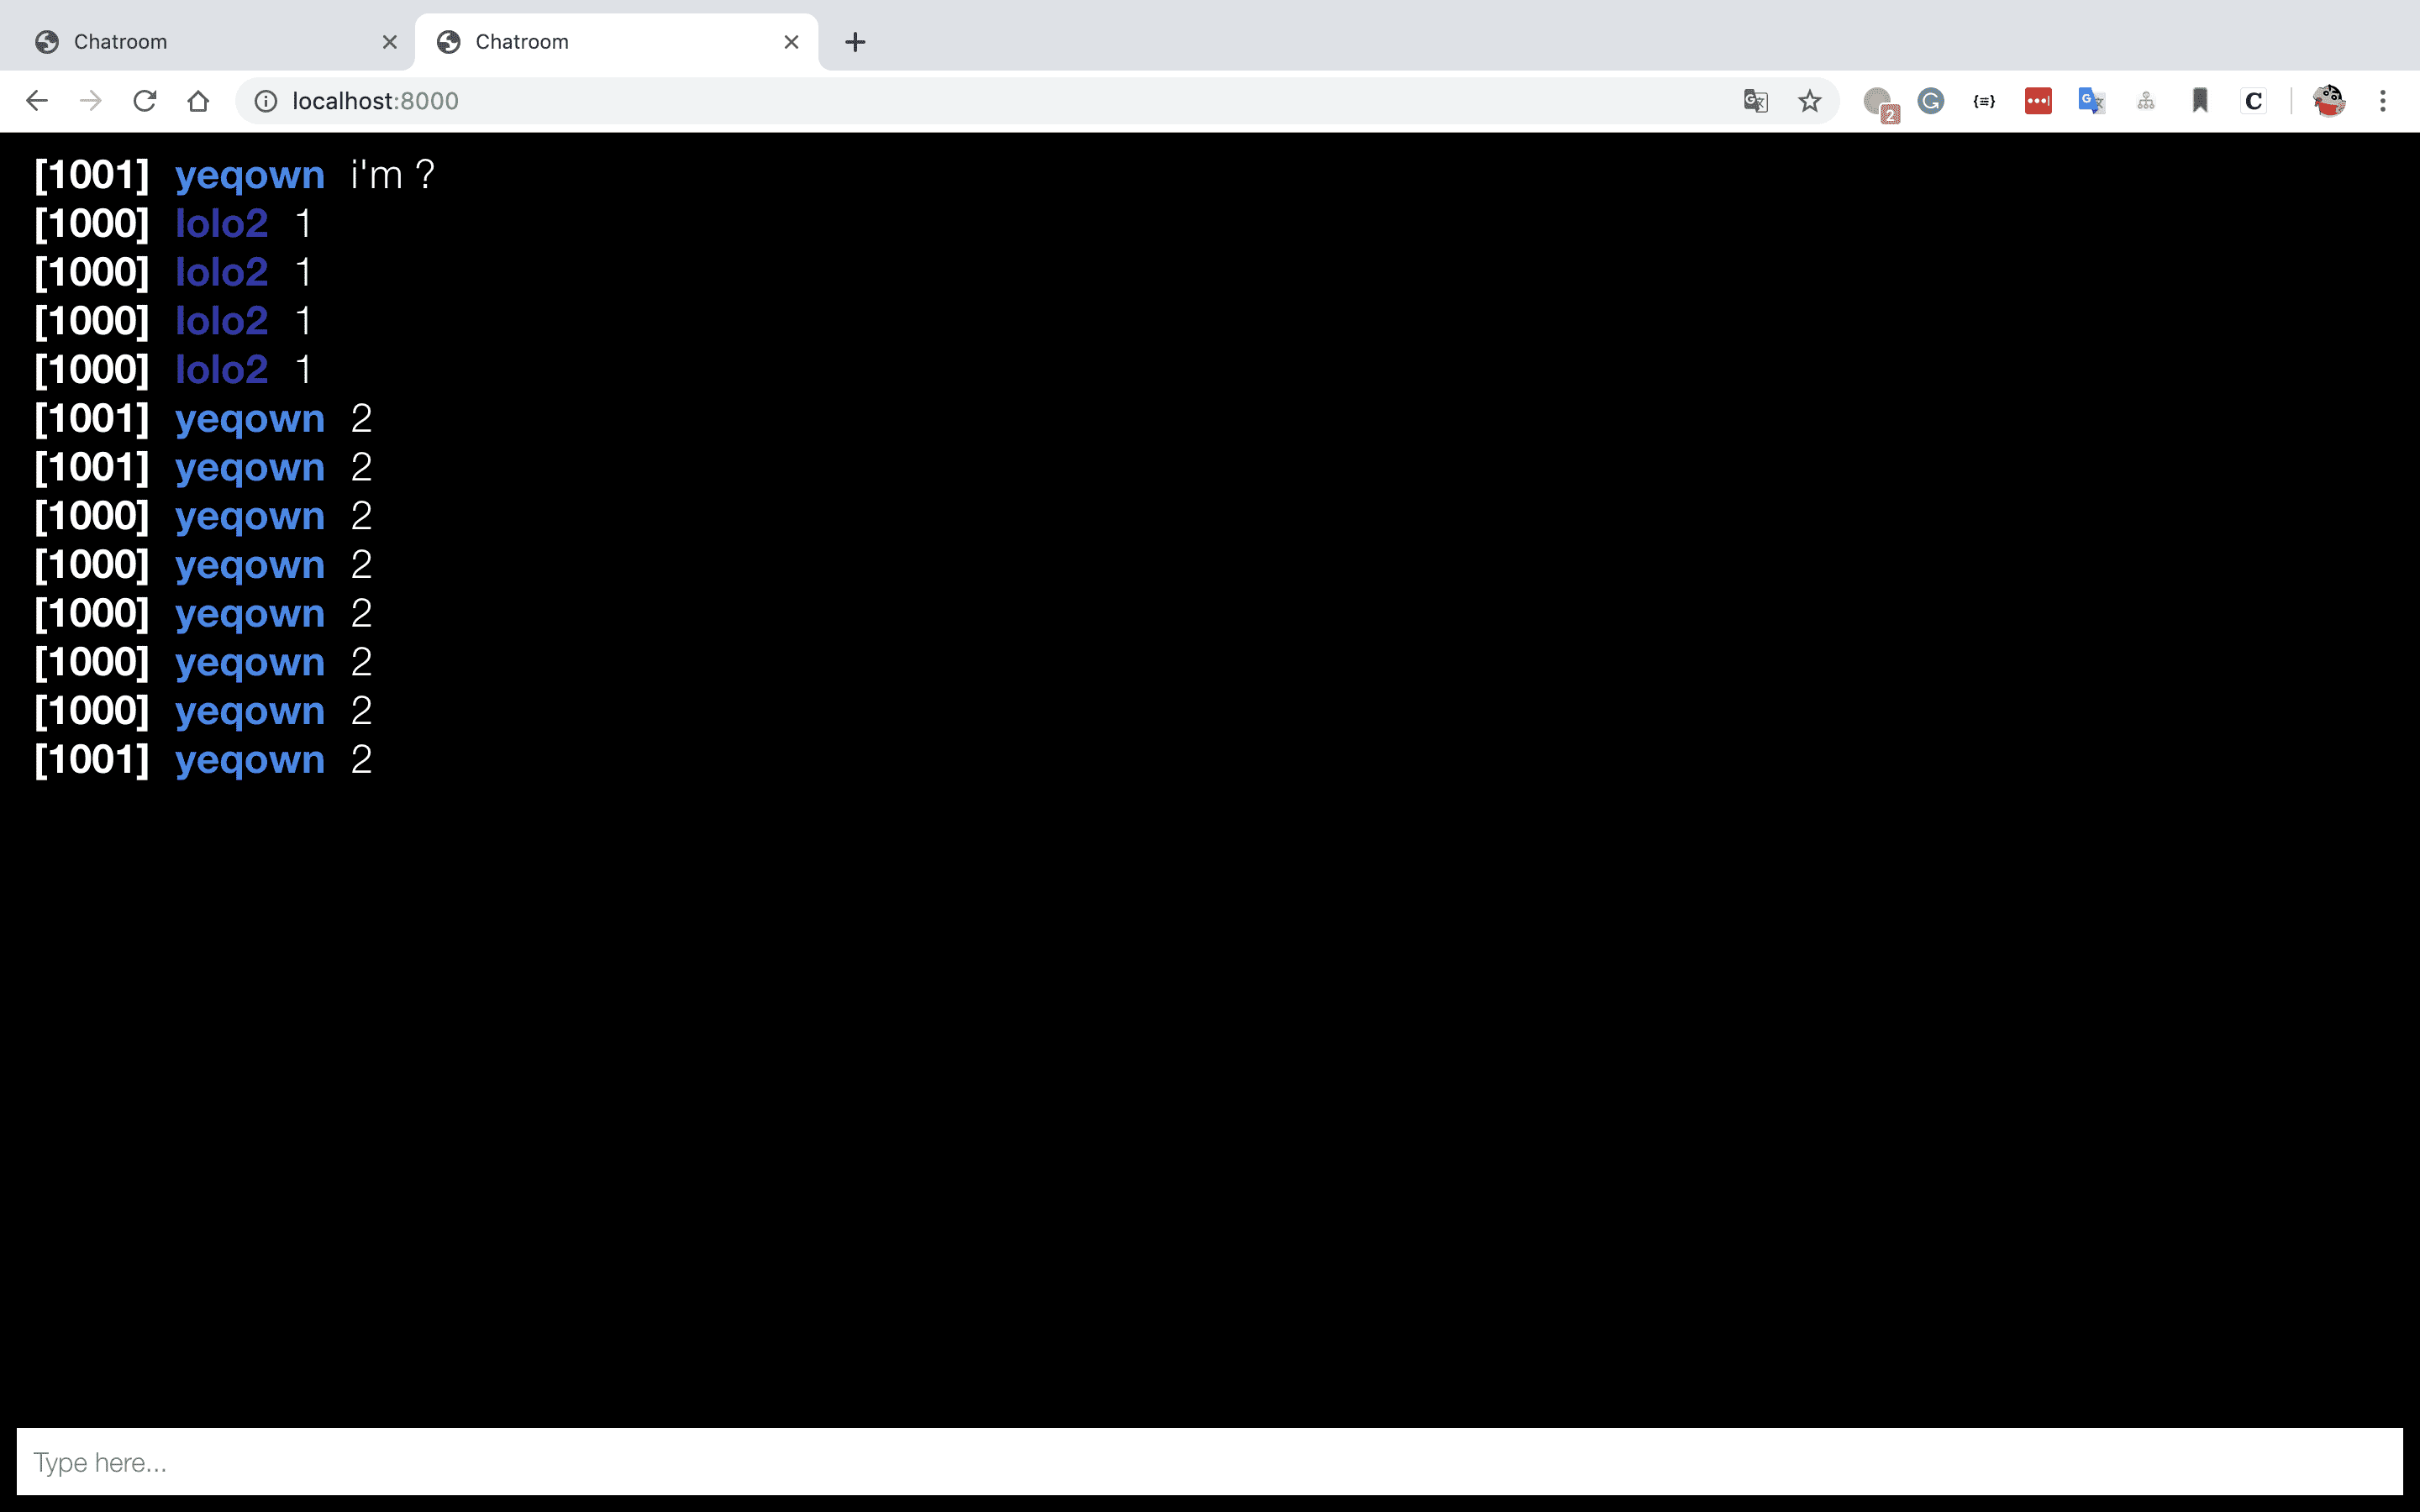 Chatroom
Chatroom
localhost:8000
2
[1001] yeqown i'm ?
[1000] lolo2 1
[1000] lolo2 1
[1000] lolo2 1
[1000] lolo2 1
[1001] yeqown 2
[1001] yeqown 2
[1000] yeqown 2
[1000] yeqown 2
[1000] yeqown 2
[1000] yeqown 2
[1000] yeqown 2
[1001] yeqown 2
Type here...